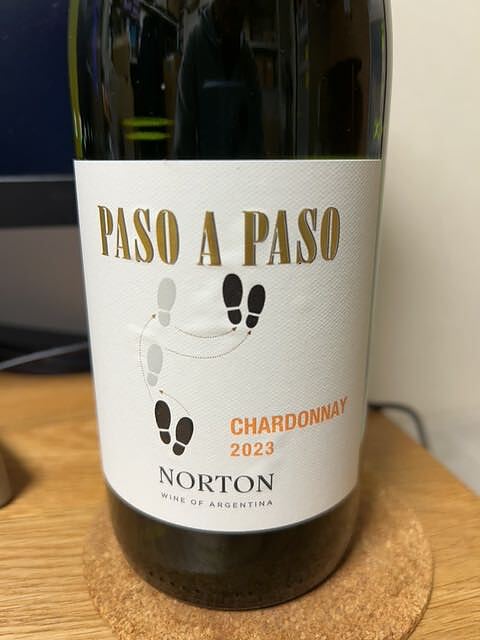 PASO A PASO
CHARDONNAY
2023
NORTON
WINE OF ARGENTINA